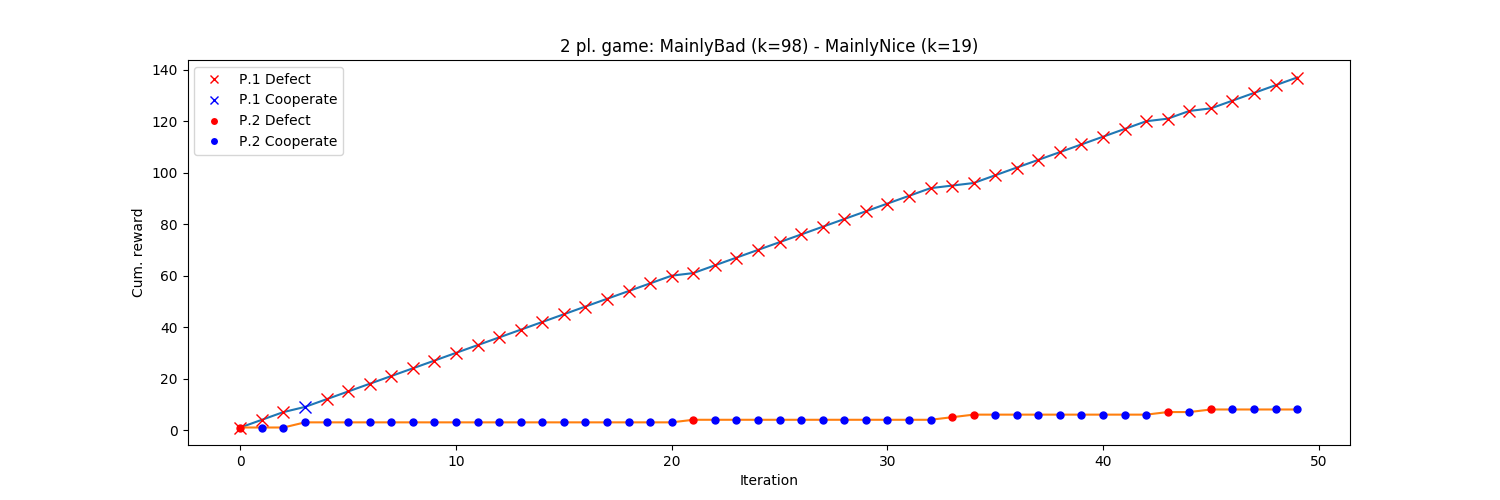 2 pl. game: MainlyBad (k=98) - MainlyNice (k=19)
P.1 Defect
P.1 Cooperate
P.2 Defect
P.2 Cooperate
140
120
100
80
60
40
20
0
Cum. reward
0 10 20 30 40 50
Iteration